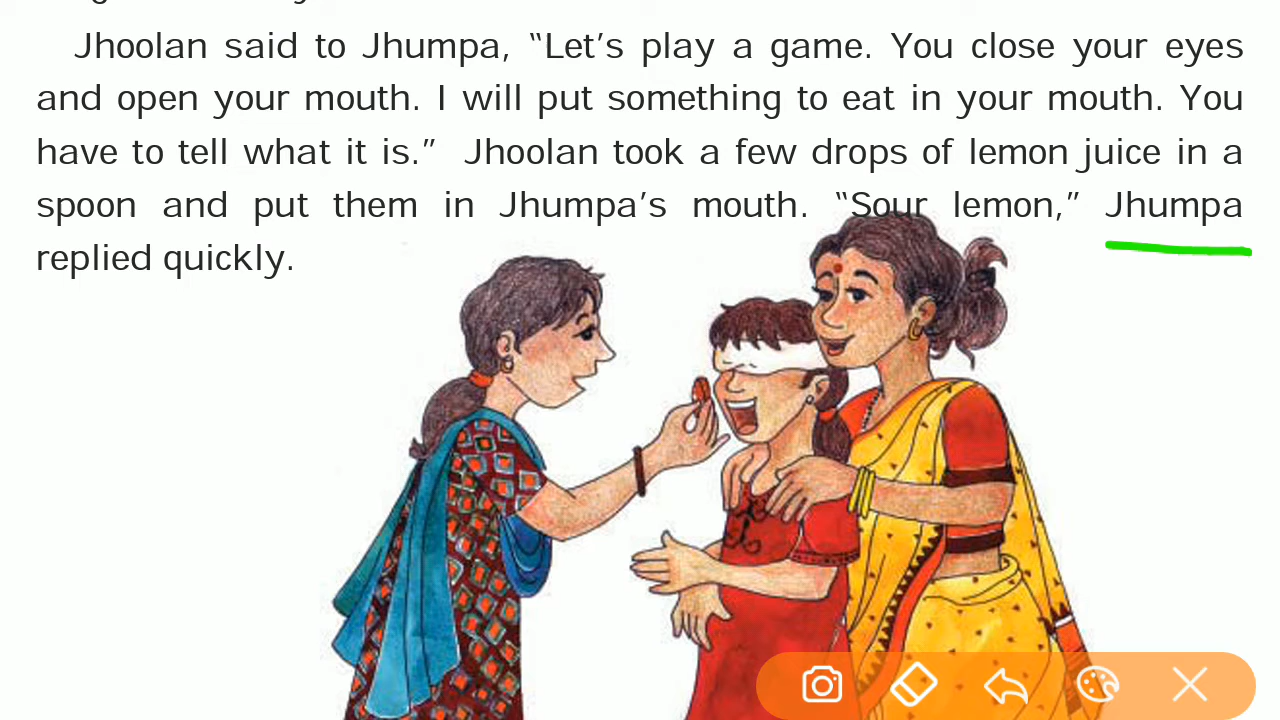 Jhoolan said to Jhumpa, “Let’s play a game. You close your eyes
and open your mouth. I will put something to eat in your mouth. You
have to tell what it is.” Jhoolan took a few drops of lemon juice in a
spoon and put them in Jhumpa’s mouth. “Sour lemon,” Jhumpa
replied quickly.